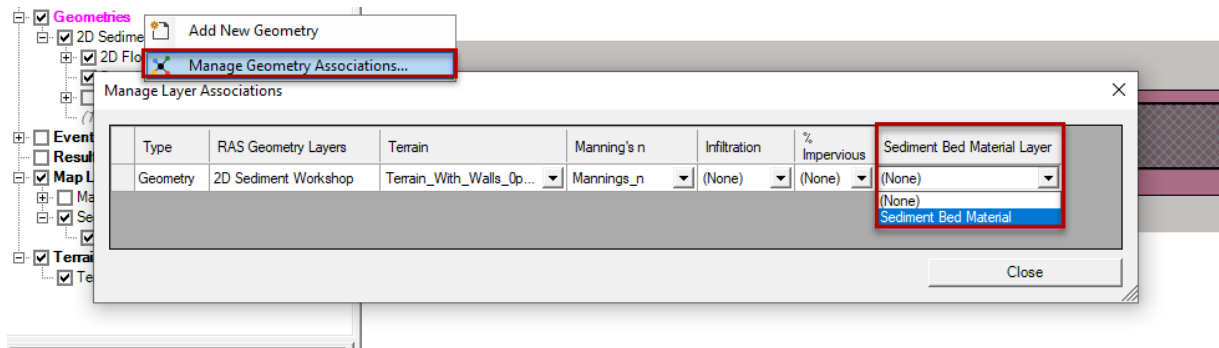 Geometries
Add New Geometry
2D Sedime
2D Flo
Manage Geometry Associations...
Manage Layer Associations
Type
RAS Geometry Layers
Terrain
Manning's n
Infiltration
%
Impervious
Sediment Bed Material Layer
Geometry
2D Sediment Workshop
Terrain_With_Walls_0p...
Mannings_n
(None)
(None)
(None)
(None)
Sediment Bed Material
Event
Resul
Map L
Ma
Se
Terrai
Te
Close